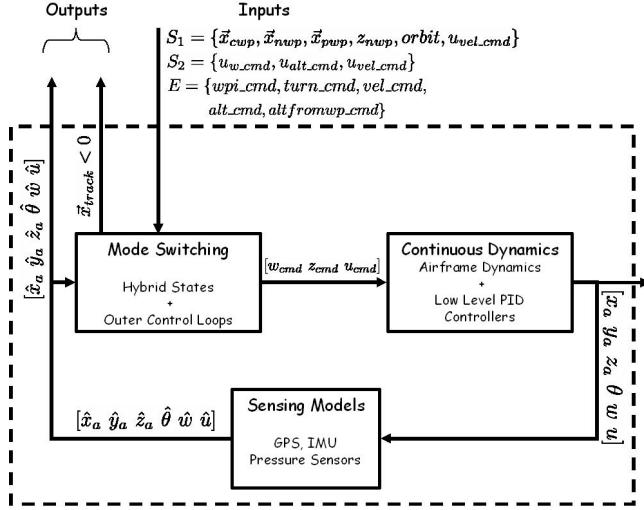 Outputs
Inputs
S₁ = {x⃗_cwp, x⃗_nwp, x⃗_pwp, z_nwp, orbit, u_vel_cmd}
S₂ = {u_w_cmd, u_alt_cmd, u_vel_cmd}
E = {wpi_cmd, turn_cmd, vel_cmd,
alt_cmd, altfromwp_cmd}
[x̂_a ŷ_a ẑ_a θ̂ ŵ û]
x⃗_track < 0
Mode Switching
Hybrid States
+
Outer Control Loops
[w_cmd z_cmd u_cmd]
Continuous Dynamics
Airframe Dynamics
+
Low Level PID
Controllers
[x_a y_a z_a θ w u]
[x̂_a ŷ_a ẑ_a θ̂ ŵ û]
Sensing Models
GPS, IMU
Pressure Sensors